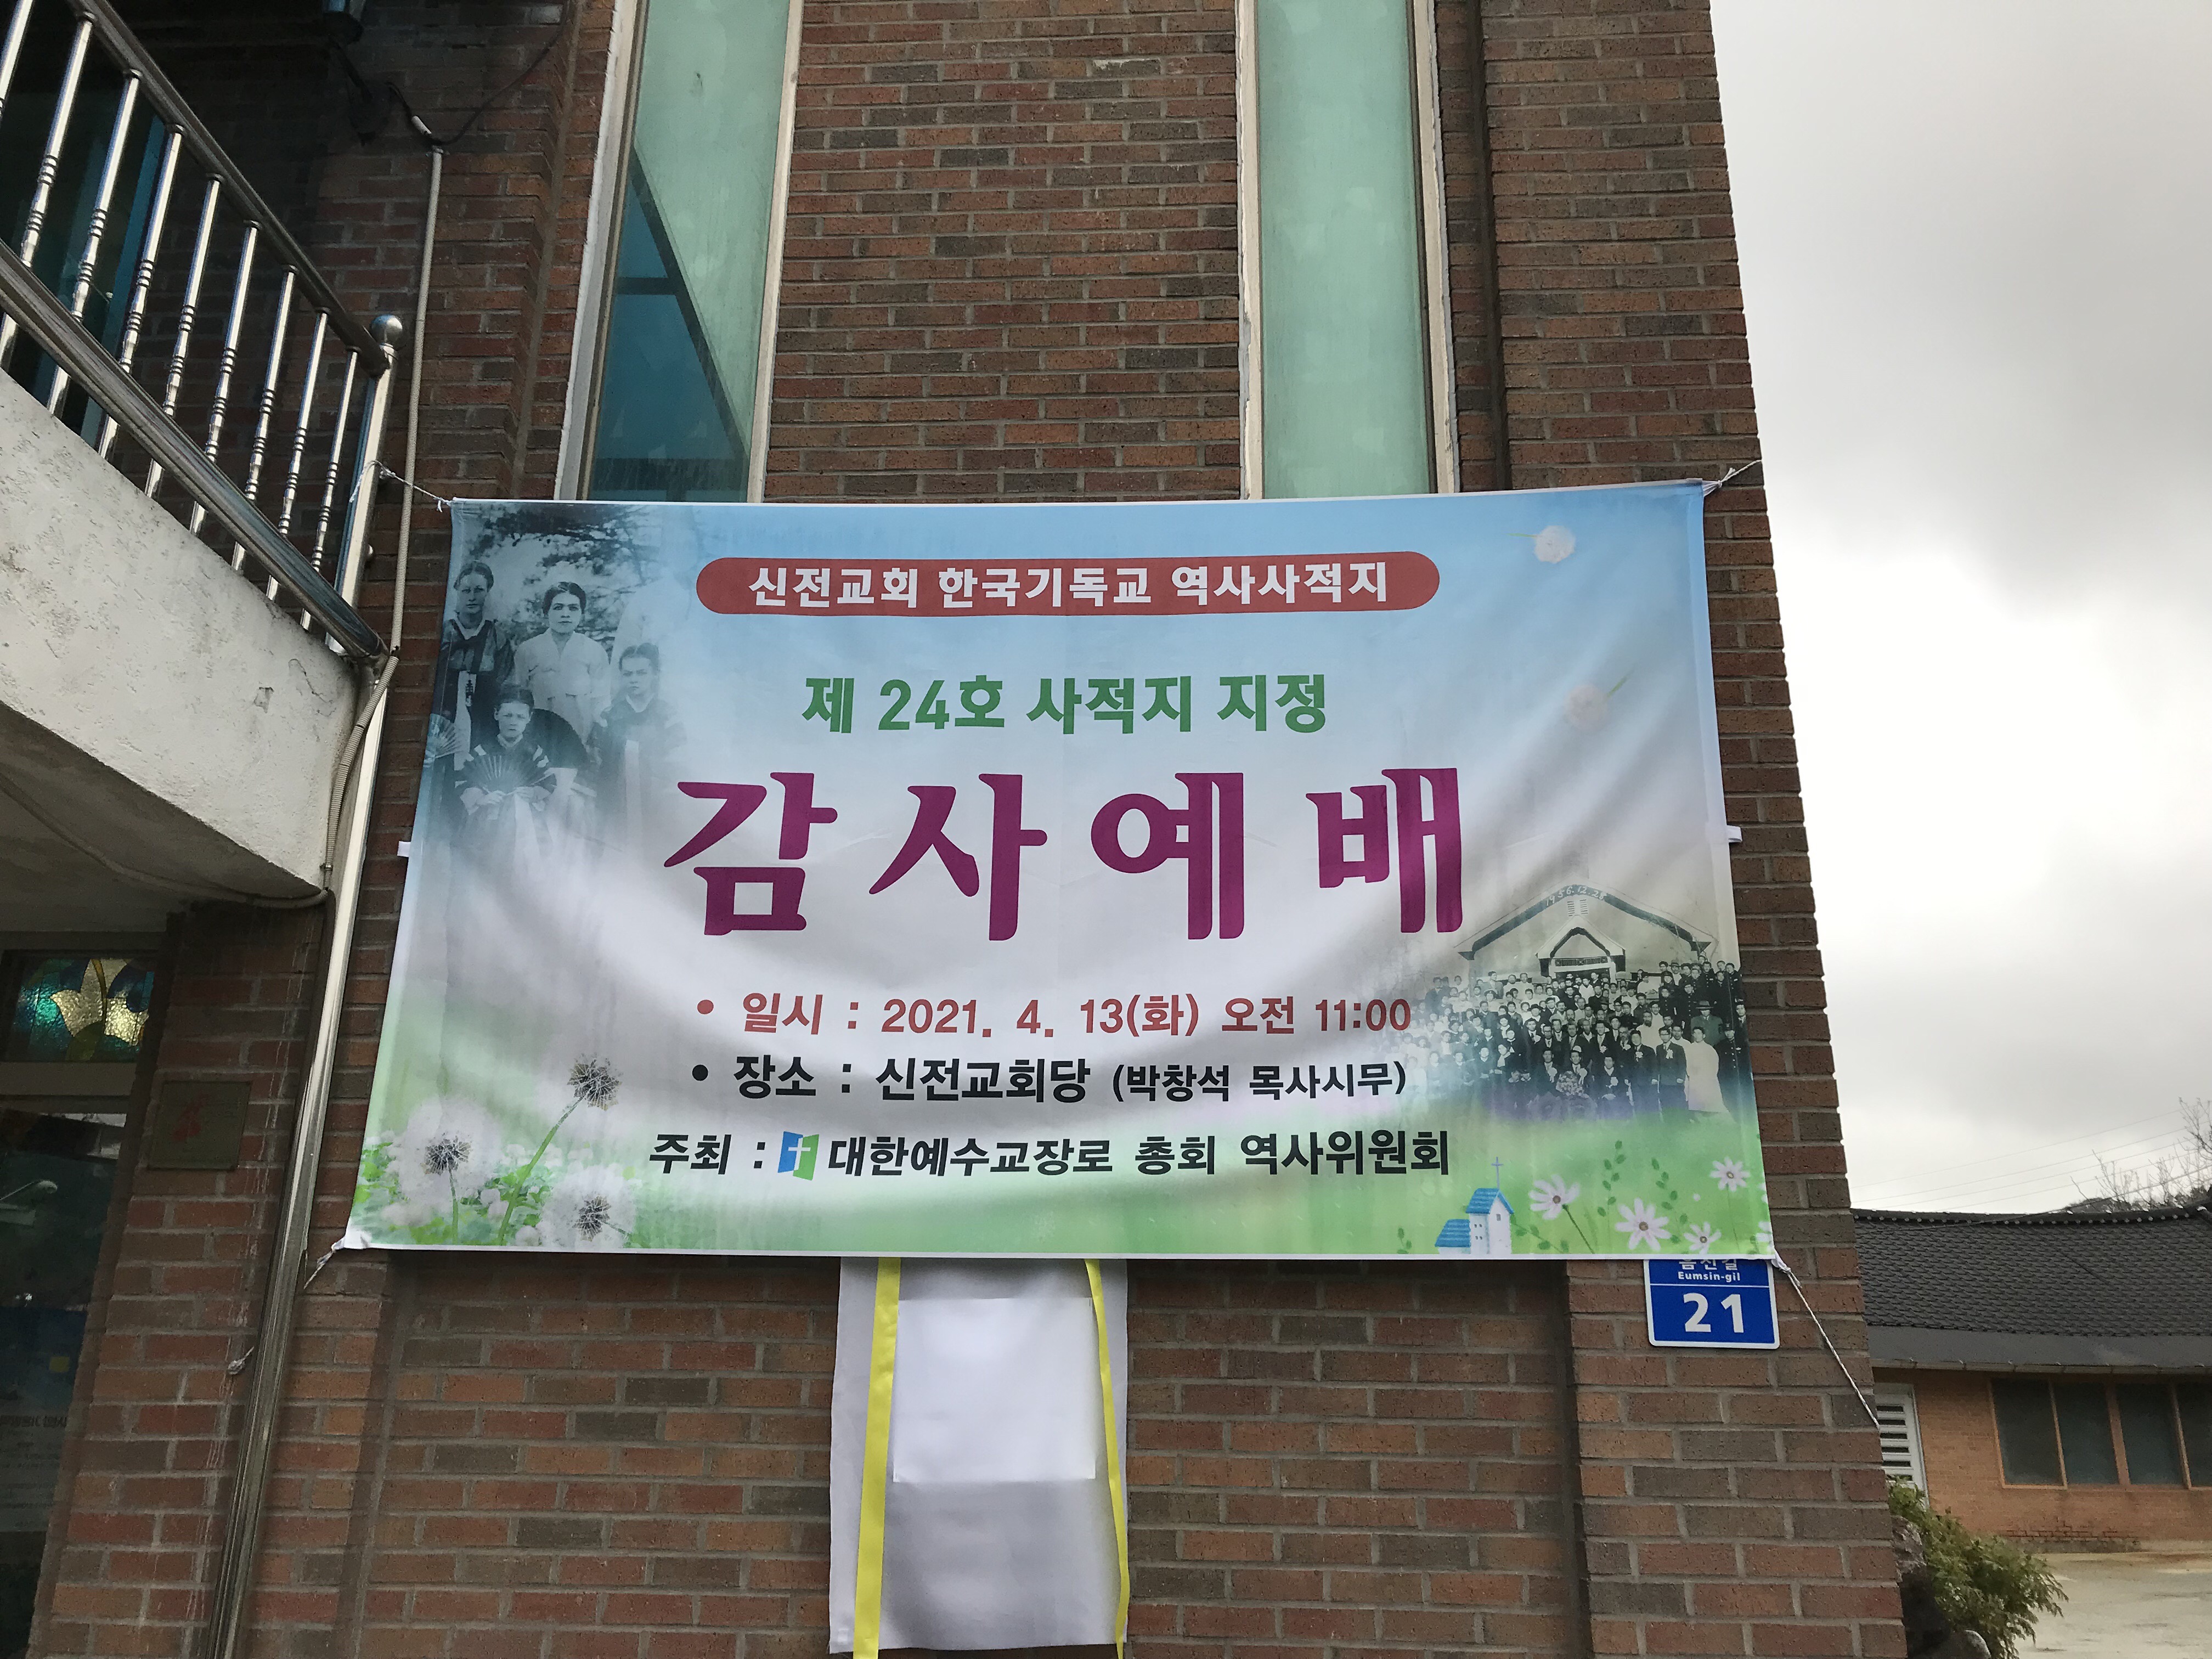 신전교회 한국기독교 역사사적지
제 24호 사적지 지정
감사예배
• 일시 : 2021. 4. 13(화) 오전 11:00
• 장소 : 신전교회당 (박창석 목사시무)
주최 : 대한예수교장로 총회 역사위원회
1956.12.25
Eumsin-gil
21